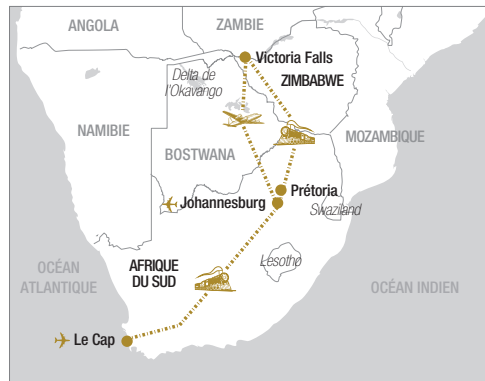 ANGOLA
ZAMBIE
Victoria Falls
Delta de
l'Okavango
ZIMBABWE
NAMIBIE
MOZAMBIQUE
BOSTWANA
Prétoria
Johannesburg
Swaziland
Lesotho
OCÉAN
ATLANTIQUE
AFRIQUE
DU SUD
OCÉAN INDIEN
Le Cap